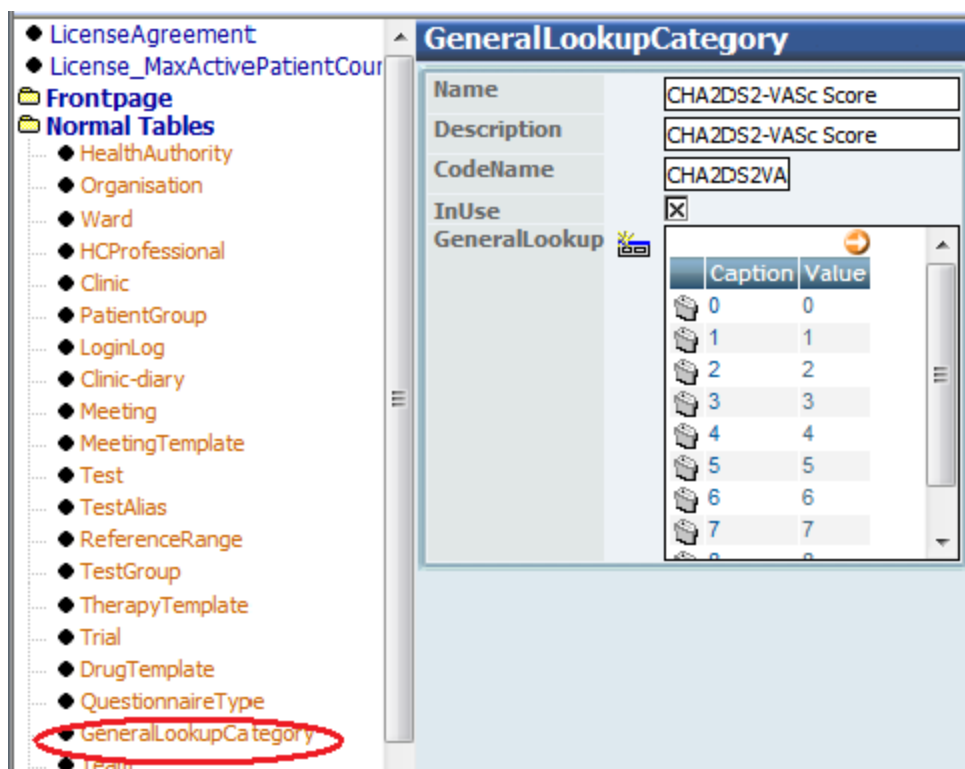 LicenseAgreement
License_MaxActivePatientCour
Frontpage
Normal Tables
HealthAuthority
Organisation
Ward
HCProfessional
Clinic
PatientGroup
LoginLog
Clinic-diary
Meeting
MeetingTemplate
Test
TestAlias
ReferenceRange
TestGroup
TherapyTemplate
Trial
DrugTemplate
QuestionnaireType
GeneralLookupCategory
Team
GeneralLookupCategory
Name CHA2DS2-VASc Score
Description CHA2DS2-VASc Score
CodeName CHA2DS2VA
InUse
GeneralLookup
Caption Value
0 0
1 1
2 2
3 3
4 4
5 5
6 6
7 7